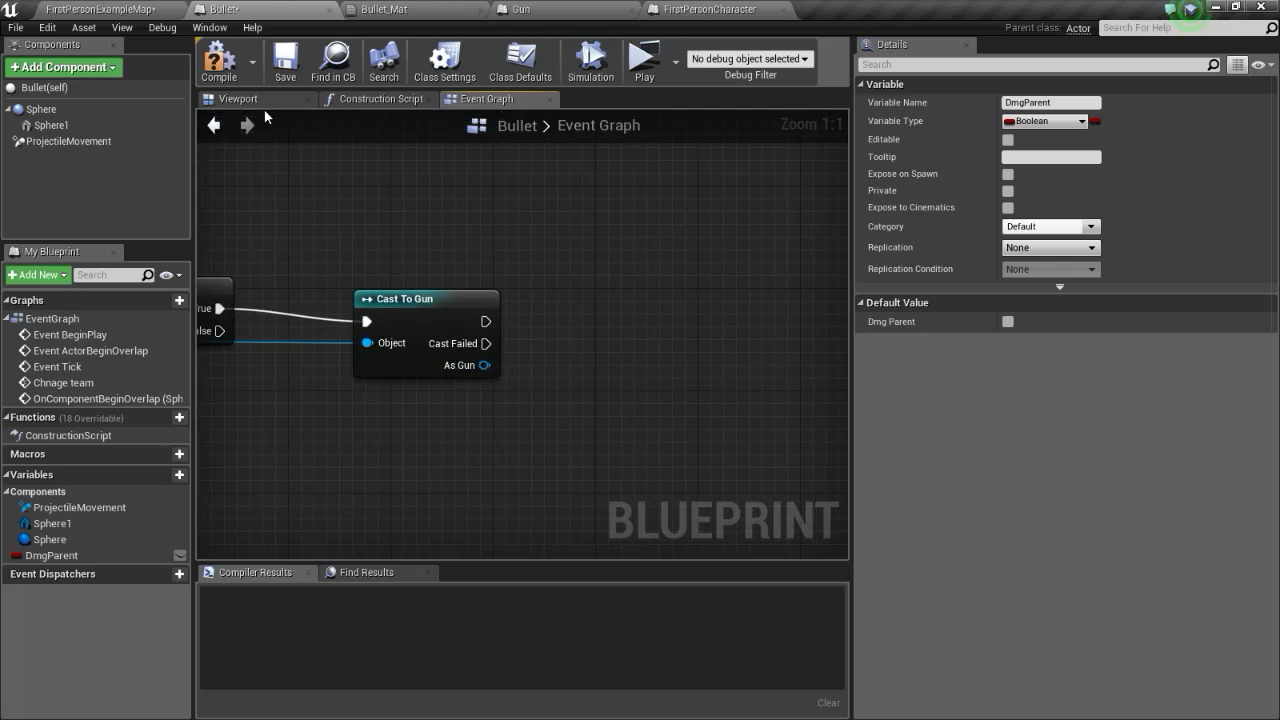 FirstPersonExampleMap*
Bullet*
Bullet_Mat
Gun
FirstPersonCharacter
File
Edit
Asset
View
Debug
Window
Help
Parent class: Actor
Search For Help
Components
+Add Component
Bullet(self)
Sphere
Sphere1
ProjectileMovement
Compile
Save
Find in CB
Search
Class Settings
Class Defaults
Simulation
Play
No debug object selected
Debug Filter
Viewport
Construction Script
Event Graph
Bullet > Event Graph
Zoom 1:1
True
alse
Cast To Gun
Object
Cast Failed
As Gun
BLUEPRINT
My Blueprint
+Add New
Search
Graphs
EventGraph
Event BeginPlay
Event ActorBeginOverlap
Event Tick
Chnage team
OnComponentBeginOverlap (Sph
Functions (18 Overridable)
ConstructionScript
Macros
Variables
Components
ProjectileMovement
Sphere1
Sphere
DmgParent
Event Dispatchers
Compiler Results
Find Results
Clear
Details
Search
Variable
Variable Name
DmgParent
Variable Type
Boolean
Editable
Tooltip
Expose on Spawn
Private
Expose to Cinematics
Category
Default
Replication
None
Replication Condition
None
Default Value
Dmg Parent